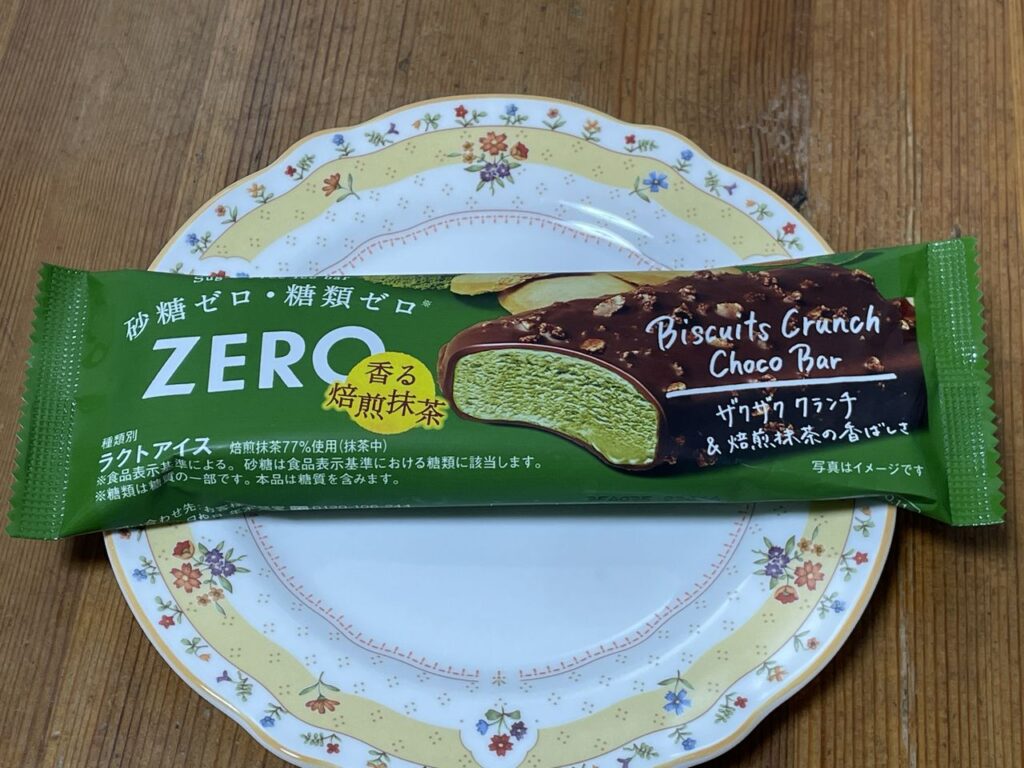 砂糖ゼロ・糖類ゼロ※
ZERO
香る
焙煎抹茶
Biscuits Crunch
Choco Bar
ザクザク クランチ
&焙煎抹茶の香ばしさ
種類別
ラクトアイス 焙煎抹茶77%使用(抹茶中)
※食品表示基準による。砂糖は食品表示基準における糖類に該当します。
※糖類は糖質の一部です。本品は糖質を含みます。
写真はイメージです